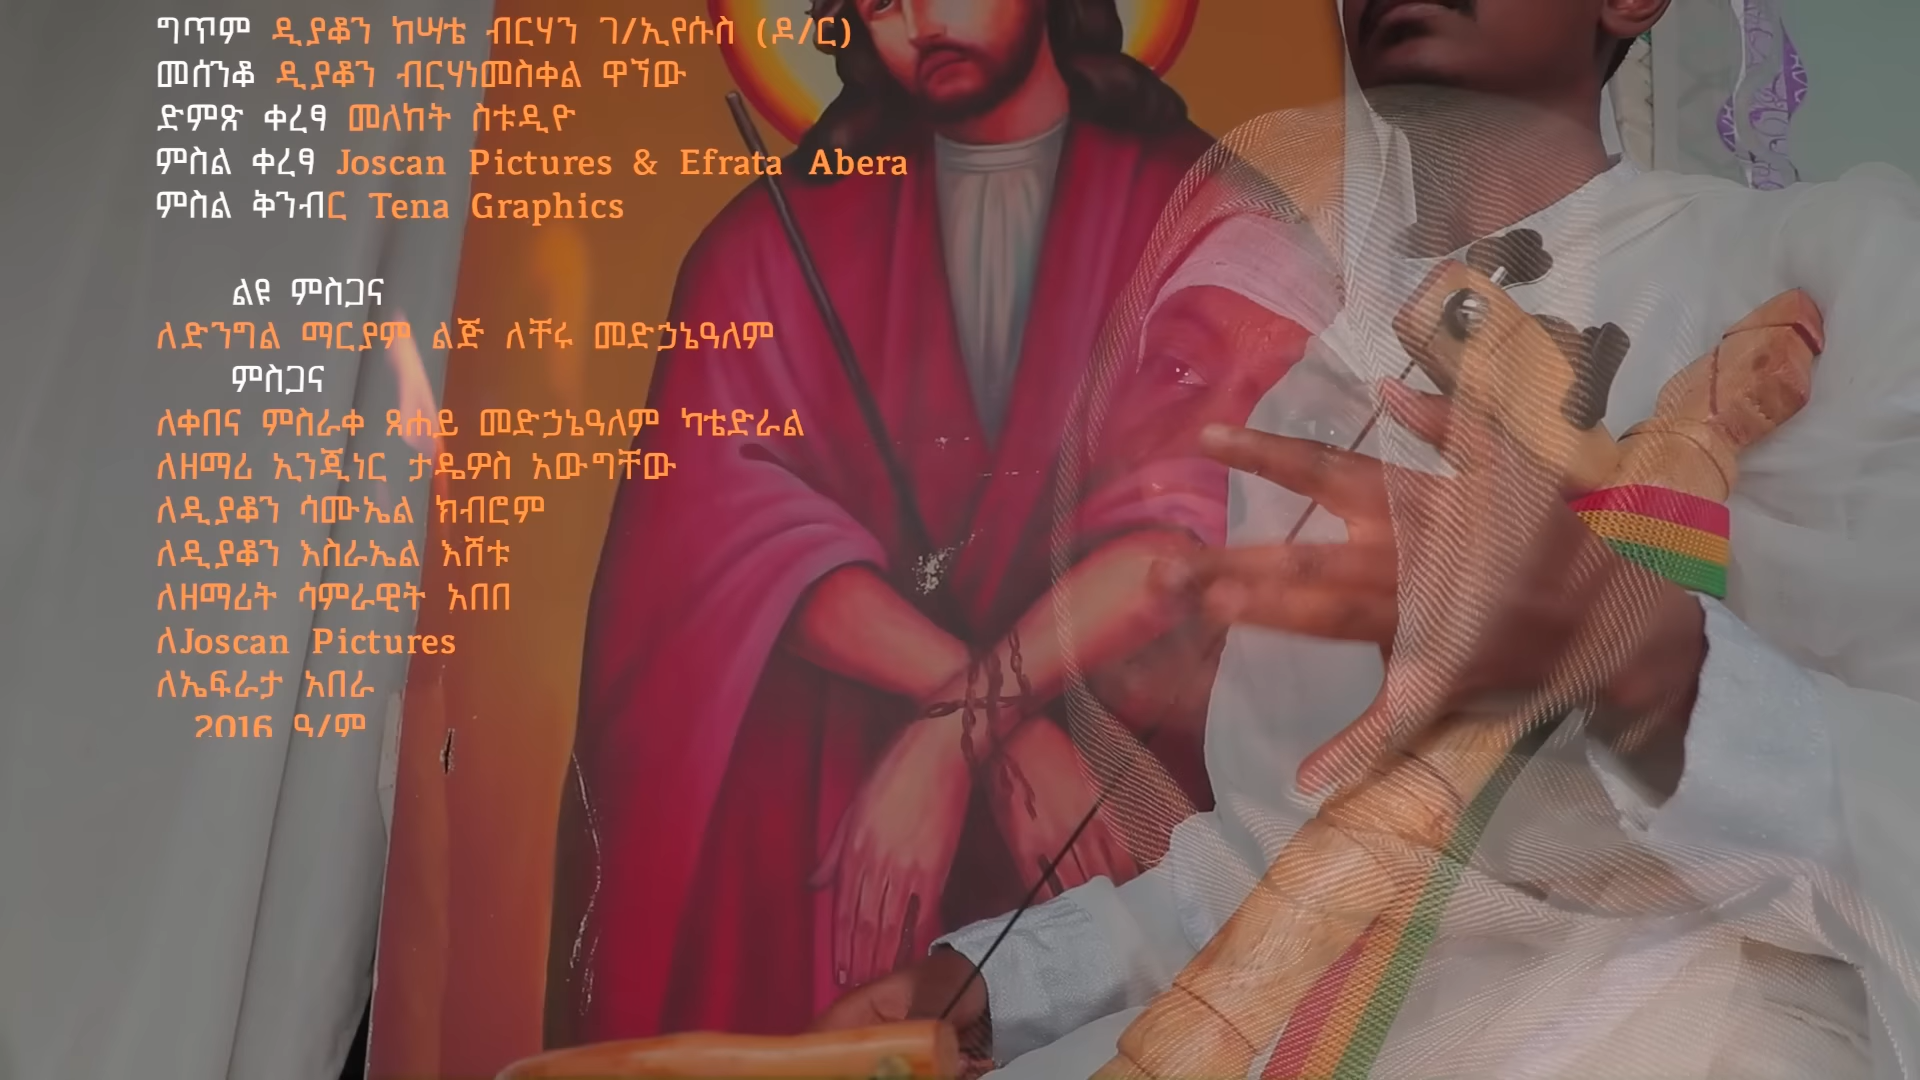 ግጥም ዲያቆን ከሣቴ ብርሃን ገ/ኢየሱስ (ዶ/ር)
መሰንቆ ዲያቆን ብርሃነመስቀል ዋኘው
ድምጽ ቀረፃ መለከት ስቱዲዮ
ምስል ቀረፃ Joscan Pictures & Efrata Abera
ምስል ቅንብር Tena Graphics
ልዩ ምስጋና
ለድንግል ማርያም ልጅ ለቸሩ መድኃኔዓለም
ምስጋና
ለቀበና ምስራቀ ጸሐይ መድኃኔዓለም ካቴድራል
ለዘማሪ ኢንጂነር ታዴዎስ አውግቸው
ለዲያቆን ሳሙኤል ክብሮም
ለዲያቆን እስራኤል እሸቱ
ለዘማሪት ሳምራዊት አበበ
ለJoscan Pictures
ለኤፍራታ አበራ
2016 ዓ/ም